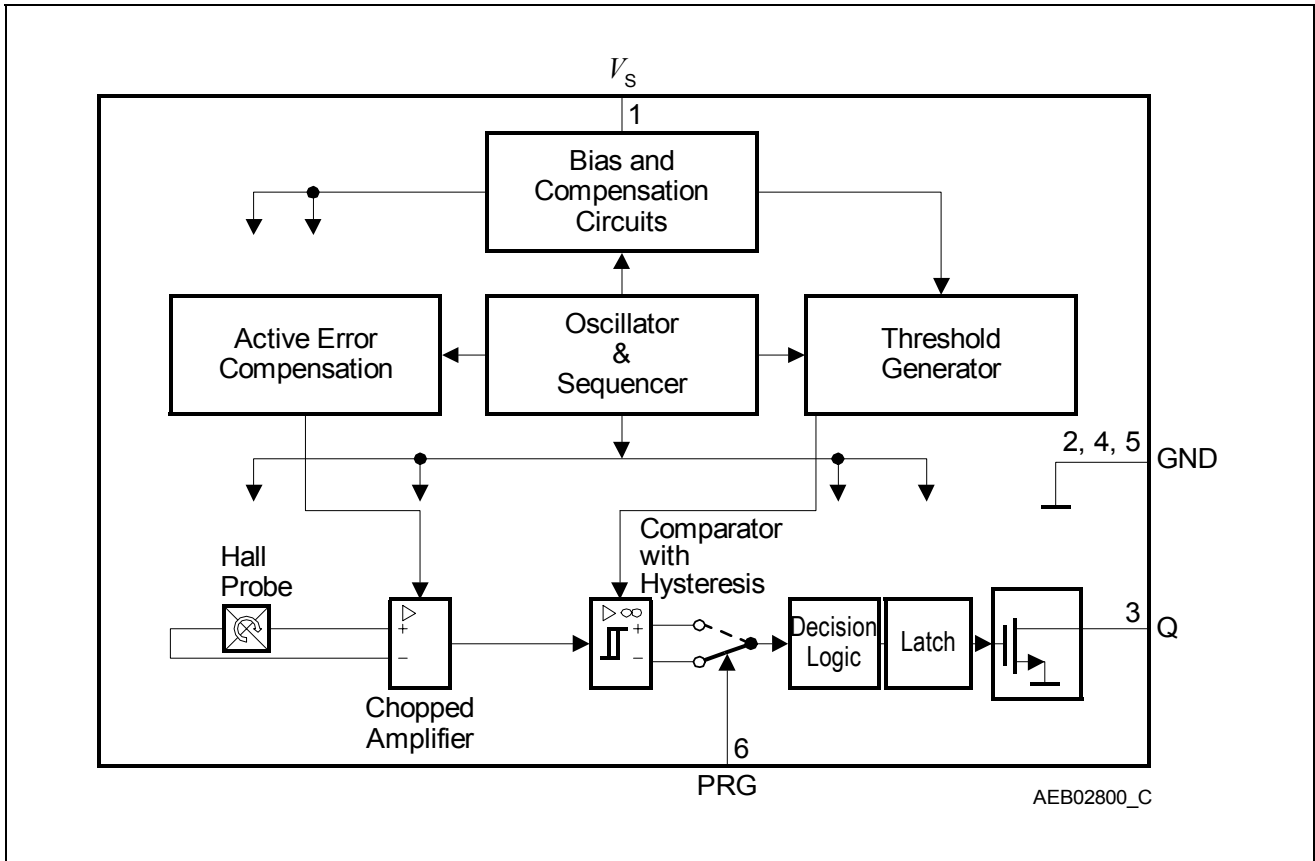 VS
1
Bias and
Compensation
Circuits
Active Error
Compensation
Oscillator
&
Sequencer
Threshold
Generator
2, 4, 5
GND
Comparator
with
Hysteresis
Hall
Probe
▷
+
−
▷ ∞
+
−
Decision
Logic
Latch
3
Q
Chopped
Amplifier
6
PRG
AEB02800_C